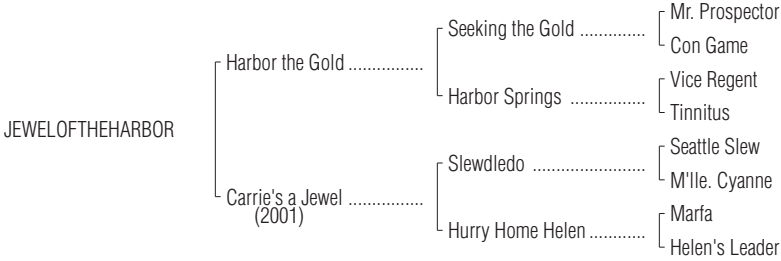 Mr. Prospector
Seeking the Gold ..............
Con Game
Harbor the Gold ................
Vice Regent
Harbor Springs ................
Tinnitus
JEWELOFTHEHARBOR
Seattle Slew
Slewdledo ........................
M'lle. Cyanne
Carrie's a Jewel ................
(2001)
Marfa
Hurry Home Helen ............
Helen's Leader